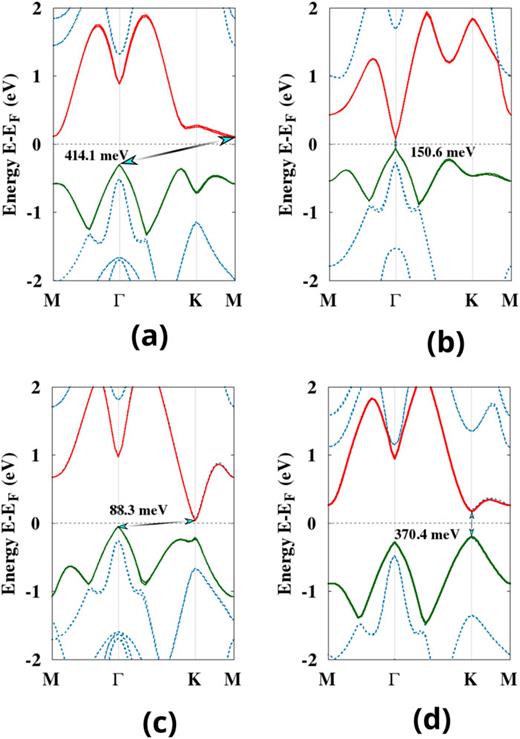 2
1
0
-1
-2
Energy E-E_F (eV)
414.1 meV
M Γ K M
(a)
2
1
0
-1
-2
Energy E-E_F (eV)
150.6 meV
M Γ K M
(b)
2
1
0
-1
-2
Energy E-E_F (eV)
88.3 meV
M Γ K M
(c)
2
1
0
-1
-2
Energy E-E_F (eV)
370.4 meV
M Γ K M
(d)